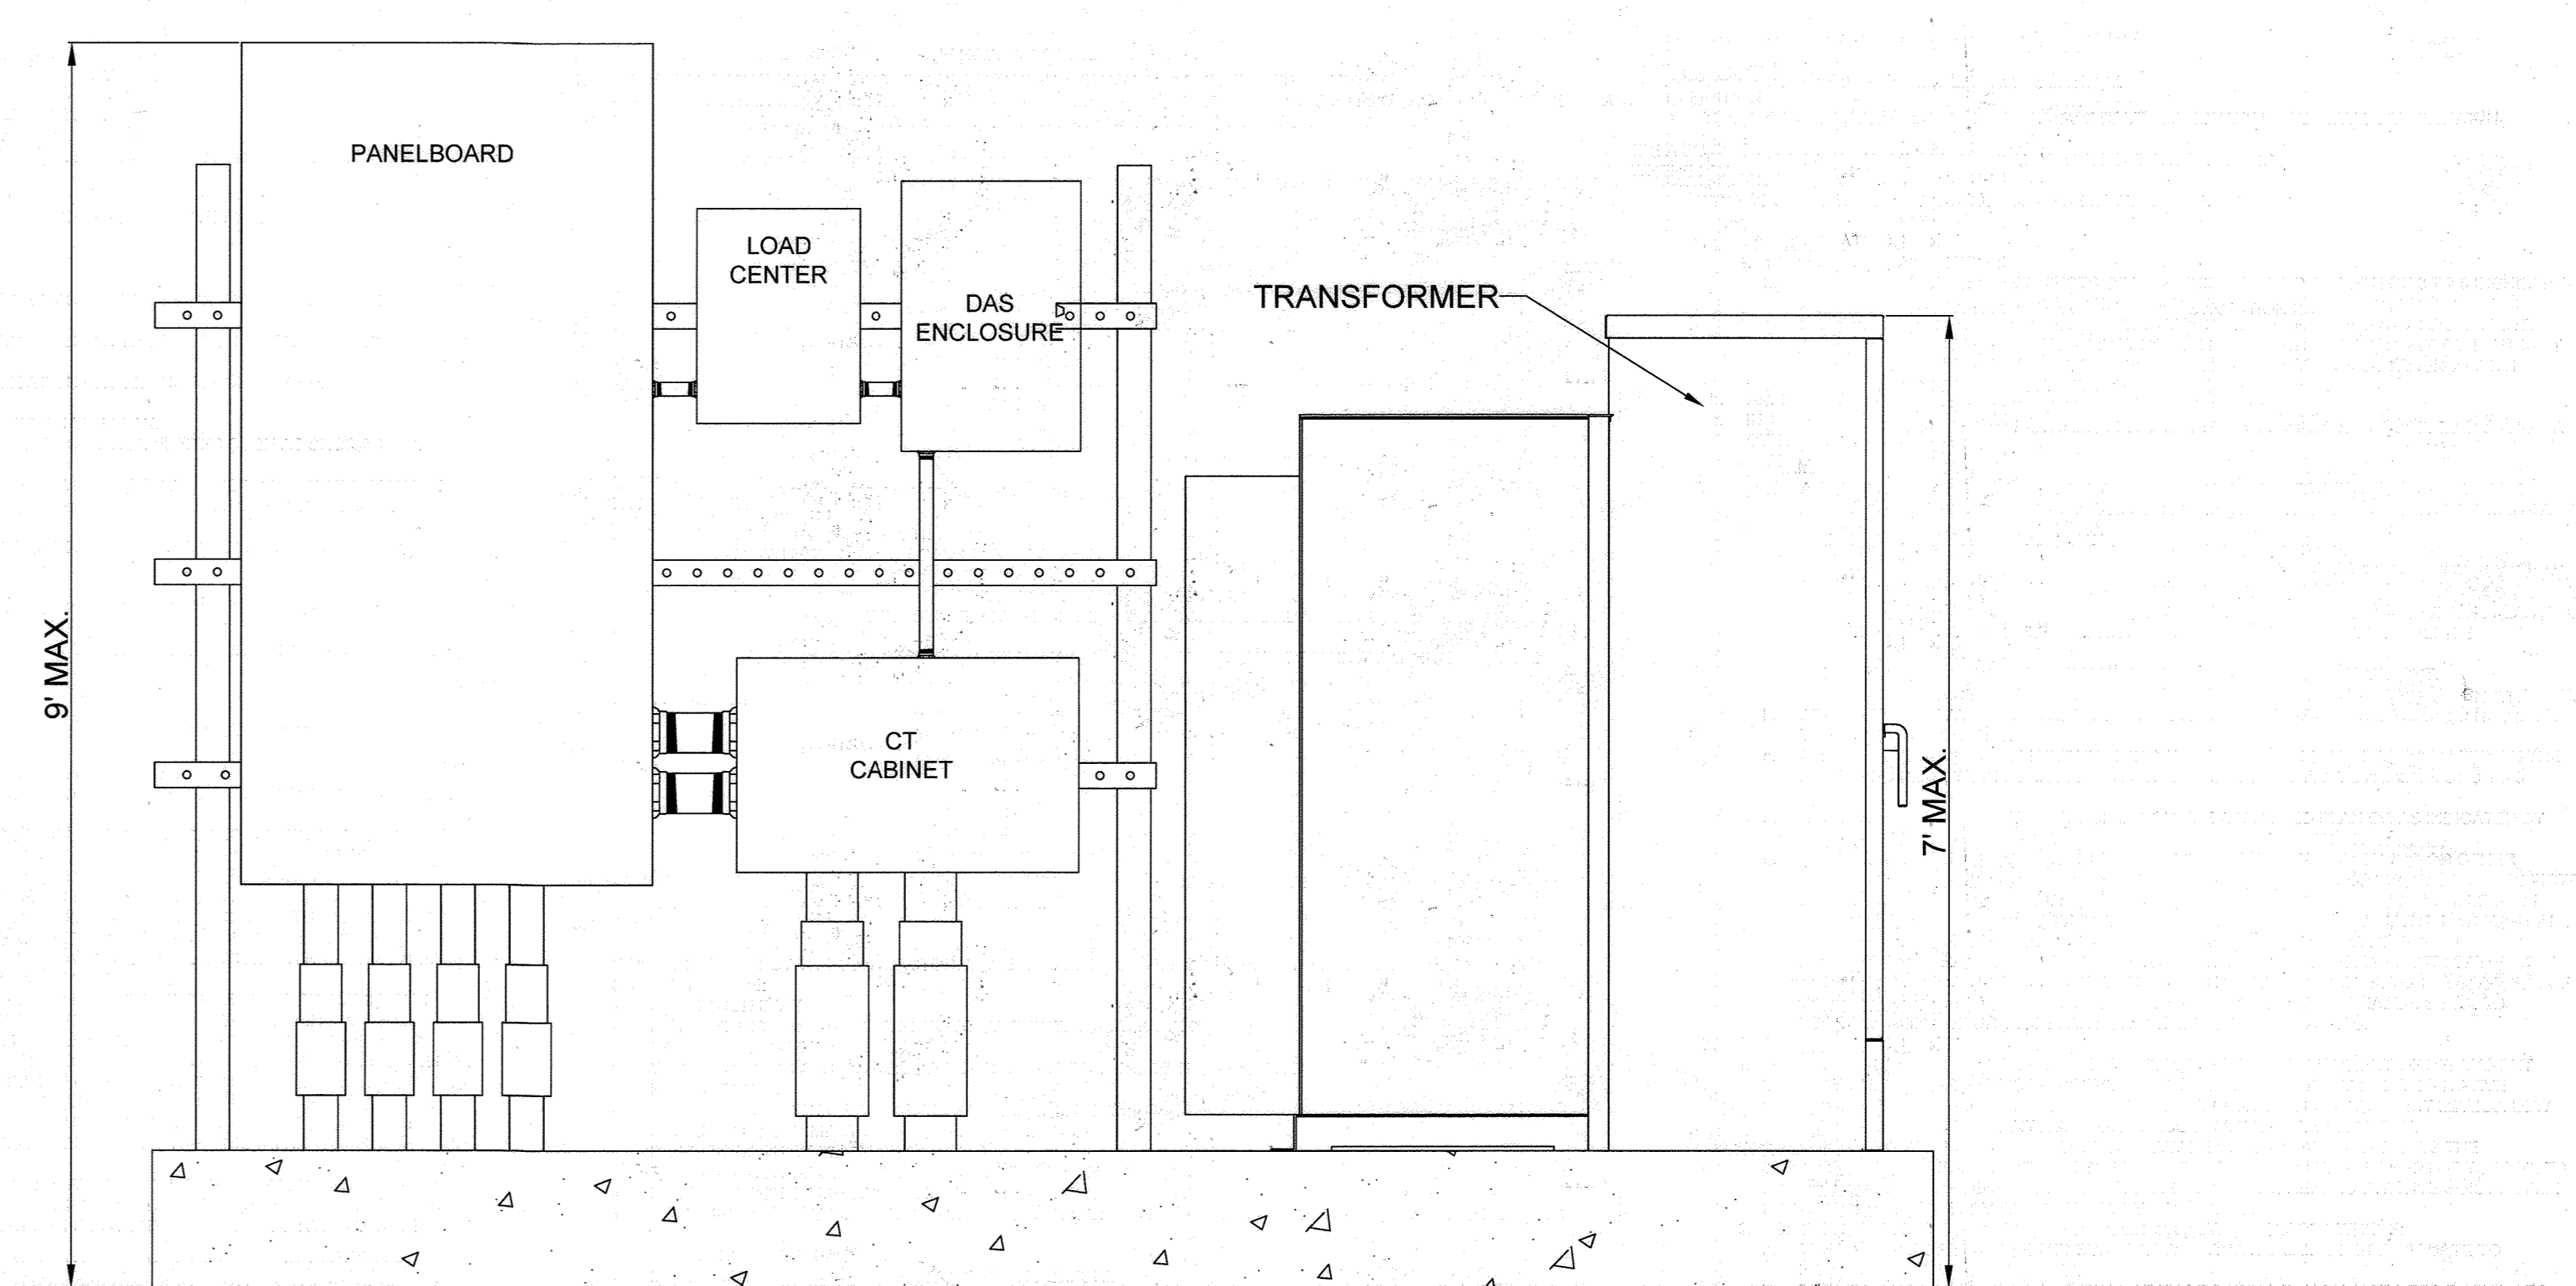 PANELBOARD
LOAD
CENTER
DAS
ENCLOSURE
TRANSFORMER
9' MAX.
CT
CABINET
7' MAX.